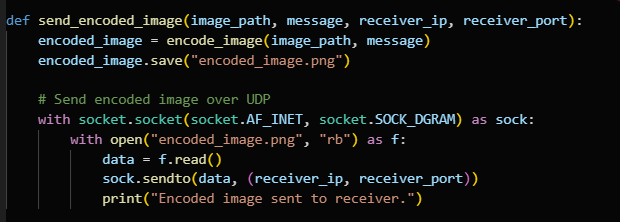 def send_encoded_image(image_path, message, receiver_ip, receiver_port):
    encoded_image = encode_image(image_path, message)
    encoded_image.save("encoded_image.png")

    # Send encoded image over UDP
    with socket.socket(socket.AF_INET, socket.SOCK_DGRAM) as sock:
        with open("encoded_image.png", "rb") as f:
            data = f.read()
            sock.sendto(data, (receiver_ip, receiver_port))
            print("Encoded image sent to receiver.")